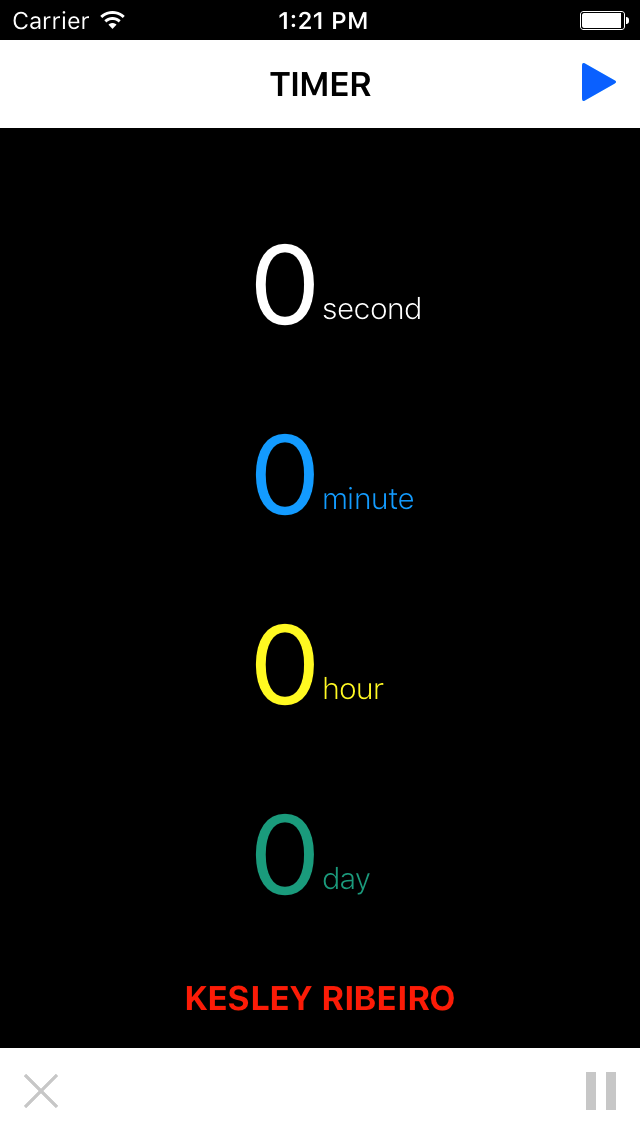 Carrier 1:21 PM
TIMER
0 second
0 minute
0 hour
0 day
KESLEY RIBEIRO